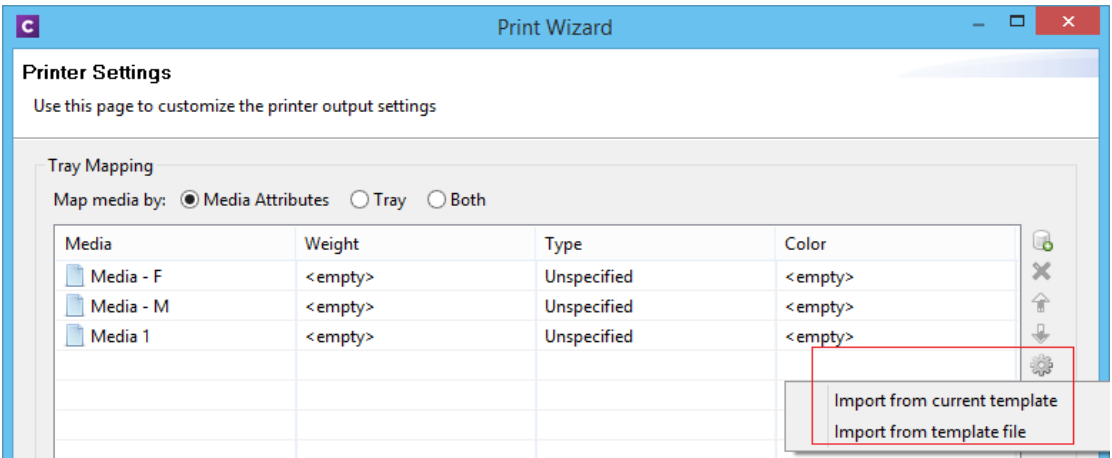 C Print Wizard
Printer Settings
Use this page to customize the printer output settings
Tray Mapping
Map media by: Media Attributes Tray Both
Media Weight Type Color
Media - F <empty> Unspecified <empty>
Media - M <empty> Unspecified <empty>
Media 1 <empty> Unspecified <empty>
Import from current template
Import from template file